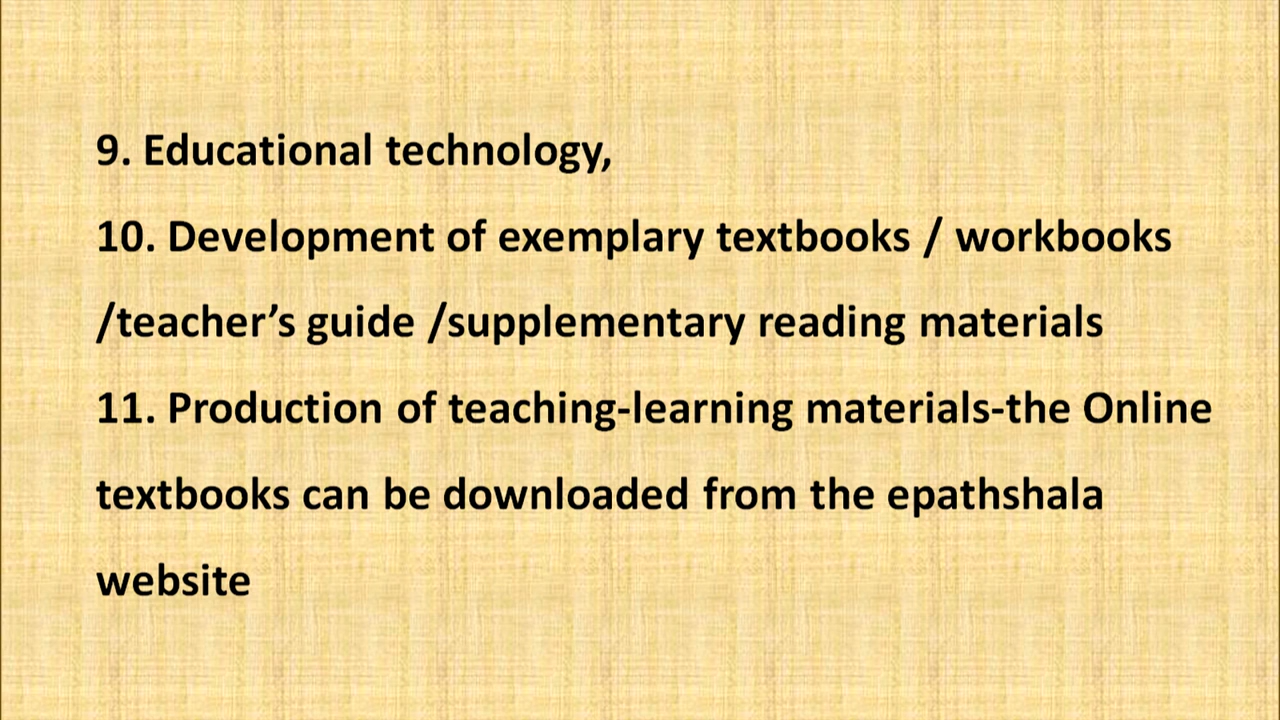 9. Educational technology,
10. Development of exemplary textbooks / workbooks
/teacher’s guide /supplementary reading materials
11. Production of teaching-learning materials-the Online
textbooks can be downloaded from the epathshala
website